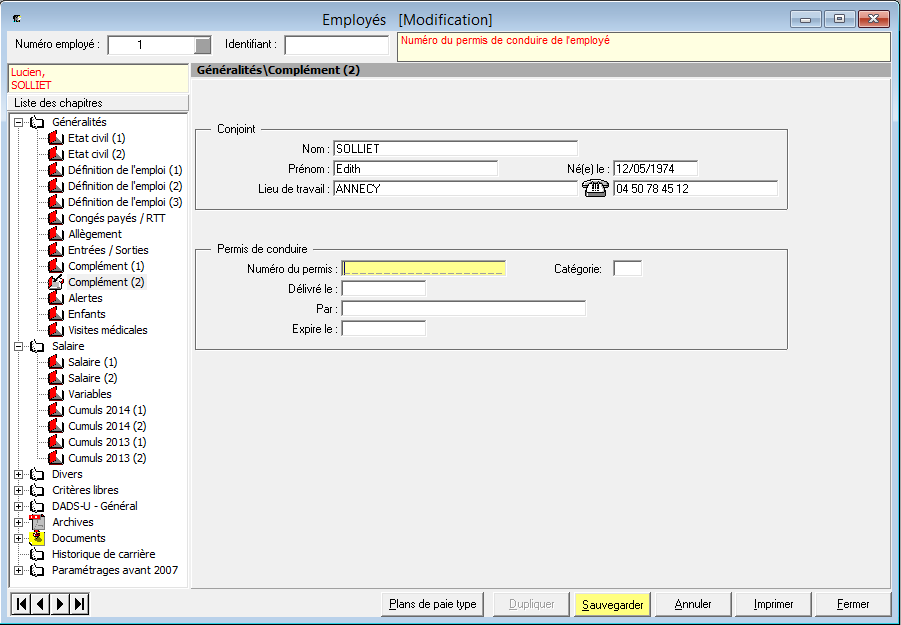 Employés [Modification]
Numéro employé : 1 Identifiant :
Numéro du permis de conduire de l'employé
Lucien,
SOLLIET
Liste des chapitres
Généralités
Etat civil (1)
Etat civil (2)
Définition de l'emploi (1)
Définition de l'emploi (2)
Définition de l'emploi (3)
Congés payés / RTT
Allègement
Entrées / Sorties
Complément (1)
Complément (2)
Alertes
Enfants
Visites médicales
Salaire
Salaire (1)
Salaire (2)
Variables
Cumuls 2014 (1)
Cumuls 2014 (2)
Cumuls 2013 (1)
Cumuls 2013 (2)
Divers
Critères libres
DADS-U - Général
Archives
Documents
Historique de carrière
Paramétrages avant 2007
Généralités\Complément (2)
Conjoint
Nom : SOLLIET
Prénom : Edith Né(e) le : 12/05/1974
Lieu de travail : ANNECY 04 50 78 45 12
Permis de conduire
Numéro du permis : Catégorie:
Délivré le :
Par :
Expire le :
Plans de paie type Dupliquer Sauvegarder Annuler Imprimer Fermer